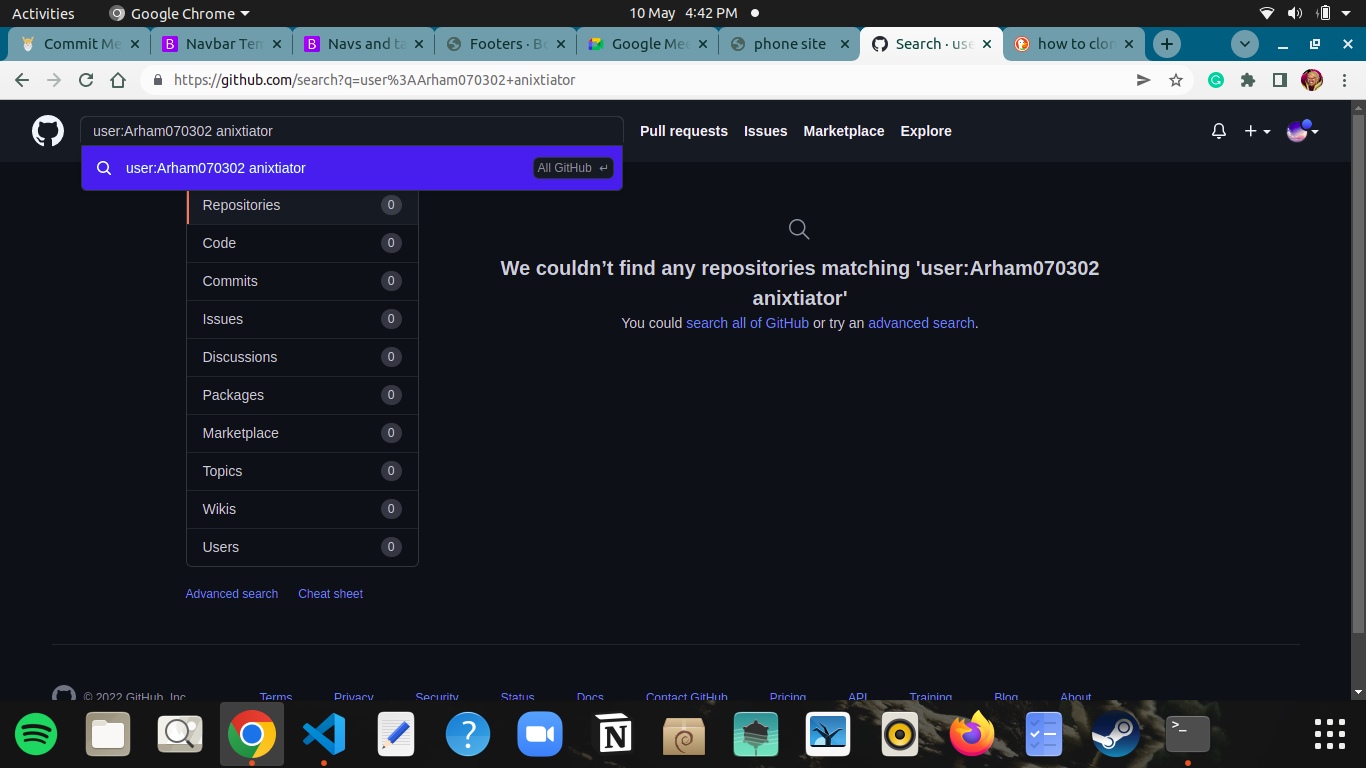 Activities Google Chrome 10 May 4:42 PM
Commit Me Navbar Ten Navs and ta Footers · Bo Google Mee phone site Search · use how to clon
https://github.com/search?q=user%3AArham070302+anixtiator
user:Arham070302 anixtiator Pull requests Issues Marketplace Explore
user:Arham070302 anixtiator All GitHub ↵
Repositories 0
Code 0
Commits 0
Issues 0
Discussions 0
Packages 0
Marketplace 0
Topics 0
Wikis 0
Users 0
Advanced search Cheat sheet
We couldn’t find any repositories matching 'user:Arham070302
anixtiator'
You could search all of GitHub or try an advanced search.
© 2022 GitHub, Inc. Terms Privacy Security Status Docs Contact GitHub Pricing API Training Blog About